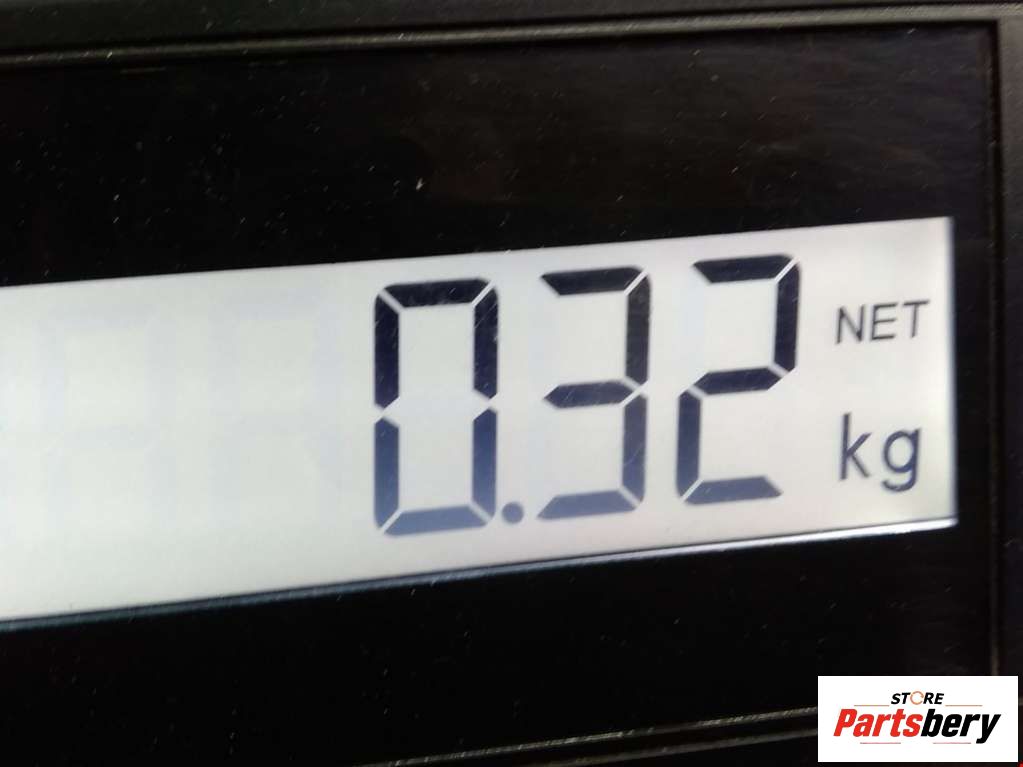 0.32 NET
kg
STORE
Partsbery